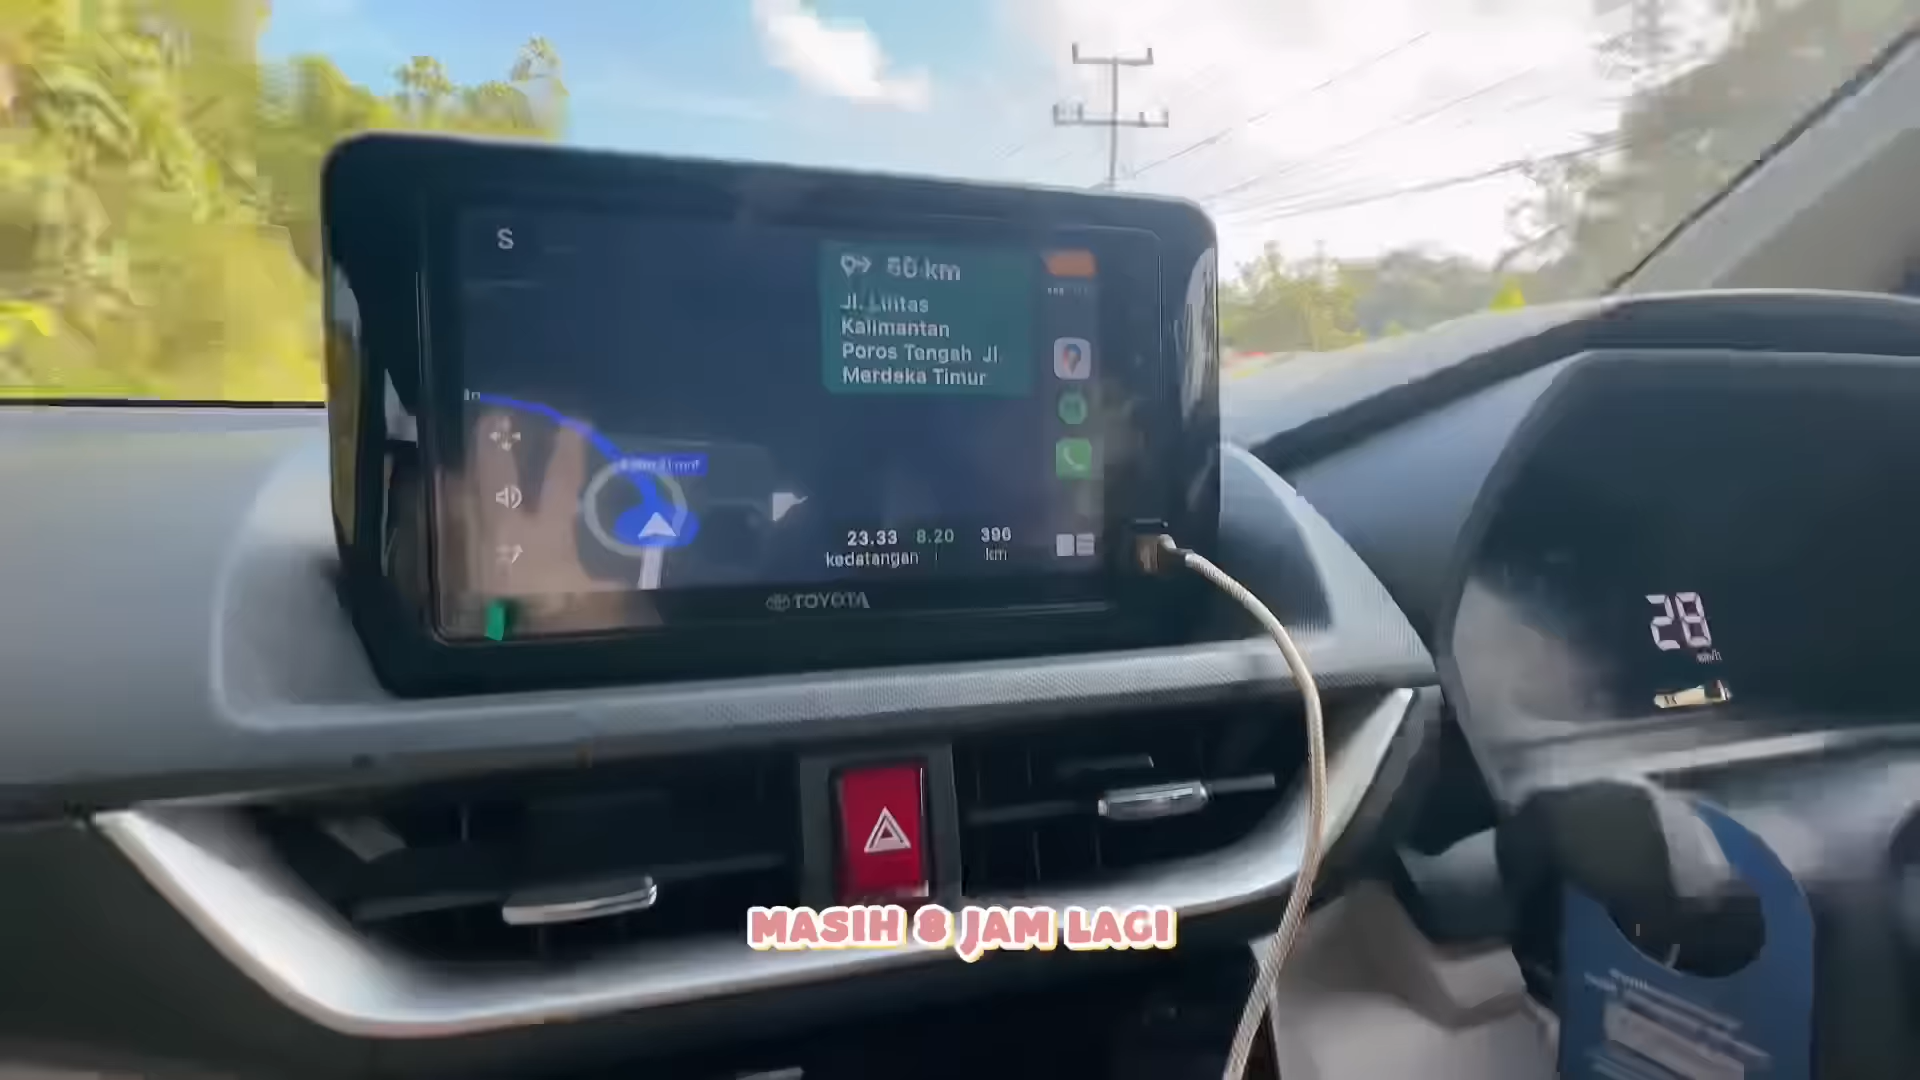 S
km
Jl. Lintas
Kalimantan
Poros Tengah Jl.
Merdeka Timur
23.33 8.20 396
kedatangan km
TOYOTA
28
km/h
MASIH 8 JAM LAGI